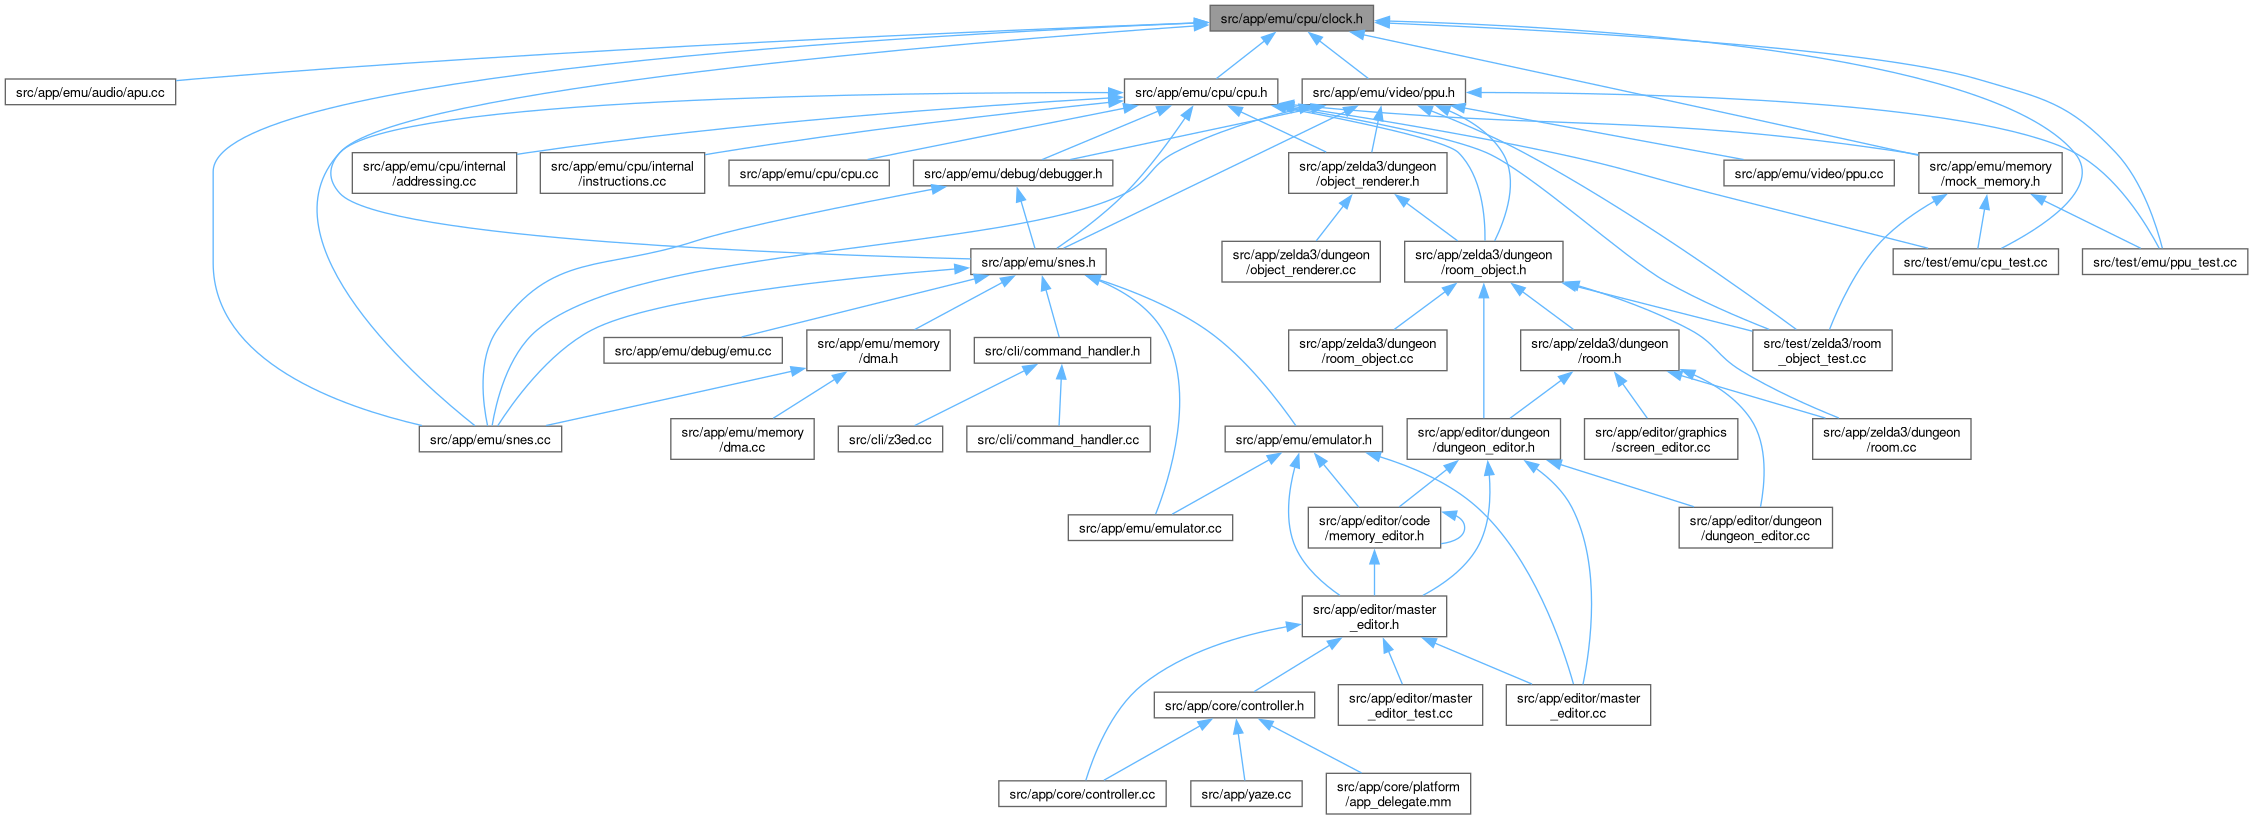 src/app/emu/cpu/clock.h
src/app/emu/audio/apu.cc
src/app/emu/cpu/cpu.h
src/app/emu/video/ppu.h
src/app/emu/cpu/internal
/addressing.cc
src/app/emu/cpu/internal
/instructions.cc
src/app/emu/cpu/cpu.cc
src/app/emu/debug/debugger.h
src/app/zelda3/dungeon
/object_renderer.h
src/app/emu/video/ppu.cc
src/app/emu/memory
/mock_memory.h
src/app/emu/snes.h
src/app/zelda3/dungeon
/object_renderer.cc
src/app/zelda3/dungeon
/room_object.h
src/test/emu/cpu_test.cc
src/test/emu/ppu_test.cc
src/app/emu/debug/emu.cc
src/app/emu/memory
/dma.h
src/cli/command_handler.h
src/app/zelda3/dungeon
/room_object.cc
src/app/zelda3/dungeon
/room.h
src/test/zelda3/room
_object_test.cc
src/app/emu/snes.cc
src/app/emu/memory
/dma.cc
src/cli/z3ed.cc
src/cli/command_handler.cc
src/app/emu/emulator.h
src/app/editor/dungeon
/dungeon_editor.h
src/app/editor/graphics
/screen_editor.cc
src/app/zelda3/dungeon
/room.cc
src/app/emu/emulator.cc
src/app/editor/code
/memory_editor.h
src/app/editor/dungeon
/dungeon_editor.cc
src/app/editor/master
_editor.h
src/app/core/controller.h
src/app/editor/master
_editor_test.cc
src/app/editor/master
_editor.cc
src/app/core/controller.cc
src/app/yaze.cc
src/app/core/platform
/app_delegate.mm